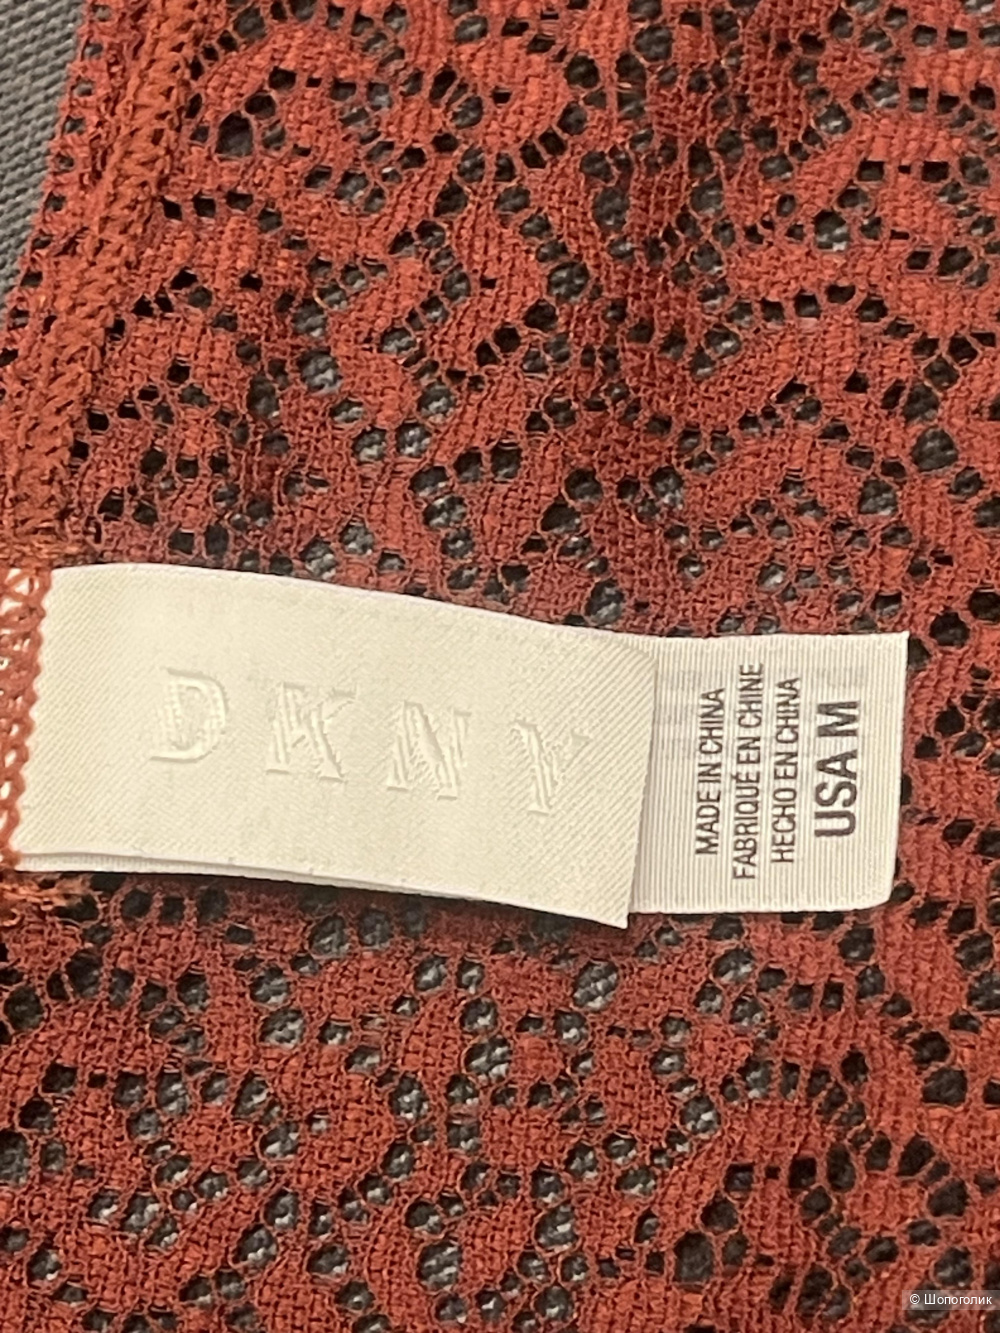 DKNY
MADE IN CHINA
FABRIQUÉ EN CHINE
HECHO EN CHINA
USA M
© Шопоголик